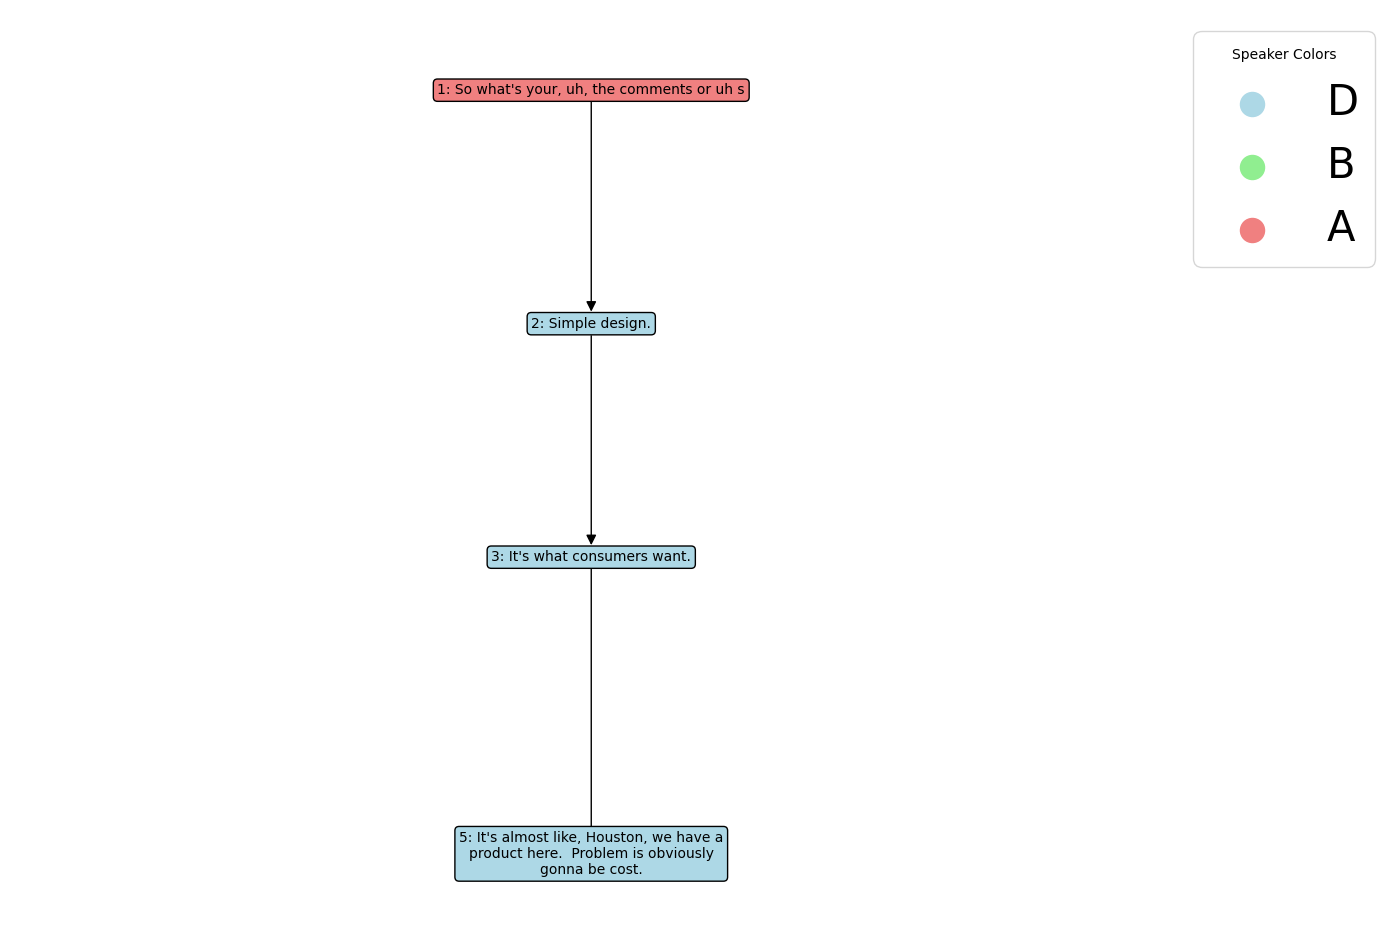 Speaker Colors
D
B
A
1: So what's your, uh, the comments or uh s
2: Simple design.
3: It's what consumers want.
5: It's almost like, Houston, we have a
product here.  Problem is obviously
gonna be cost.